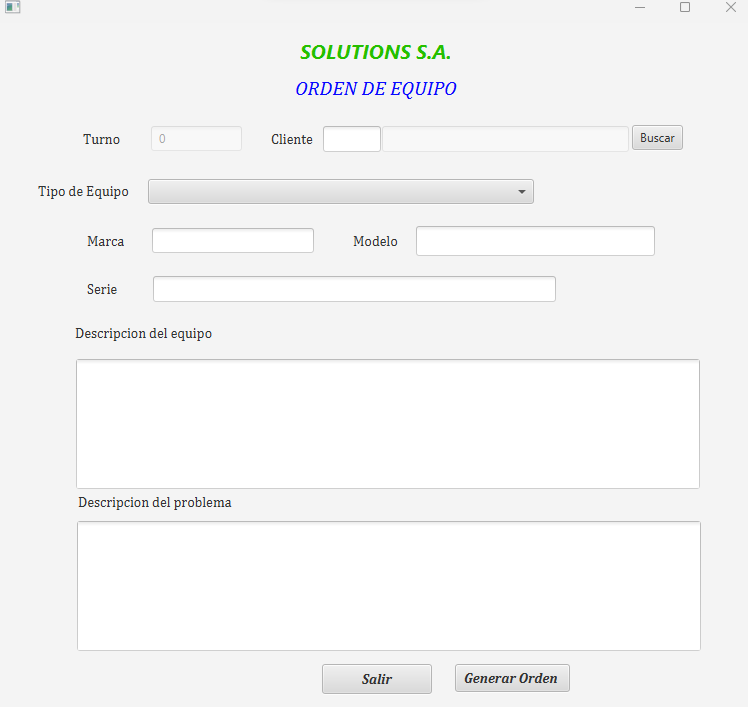 SOLUTIONS S.A.
ORDEN DE EQUIPO
Turno 0 Cliente Buscar
Tipo de Equipo
Marca Modelo
Serie
Descripcion del equipo
Descripcion del problema
Salir Generar Orden